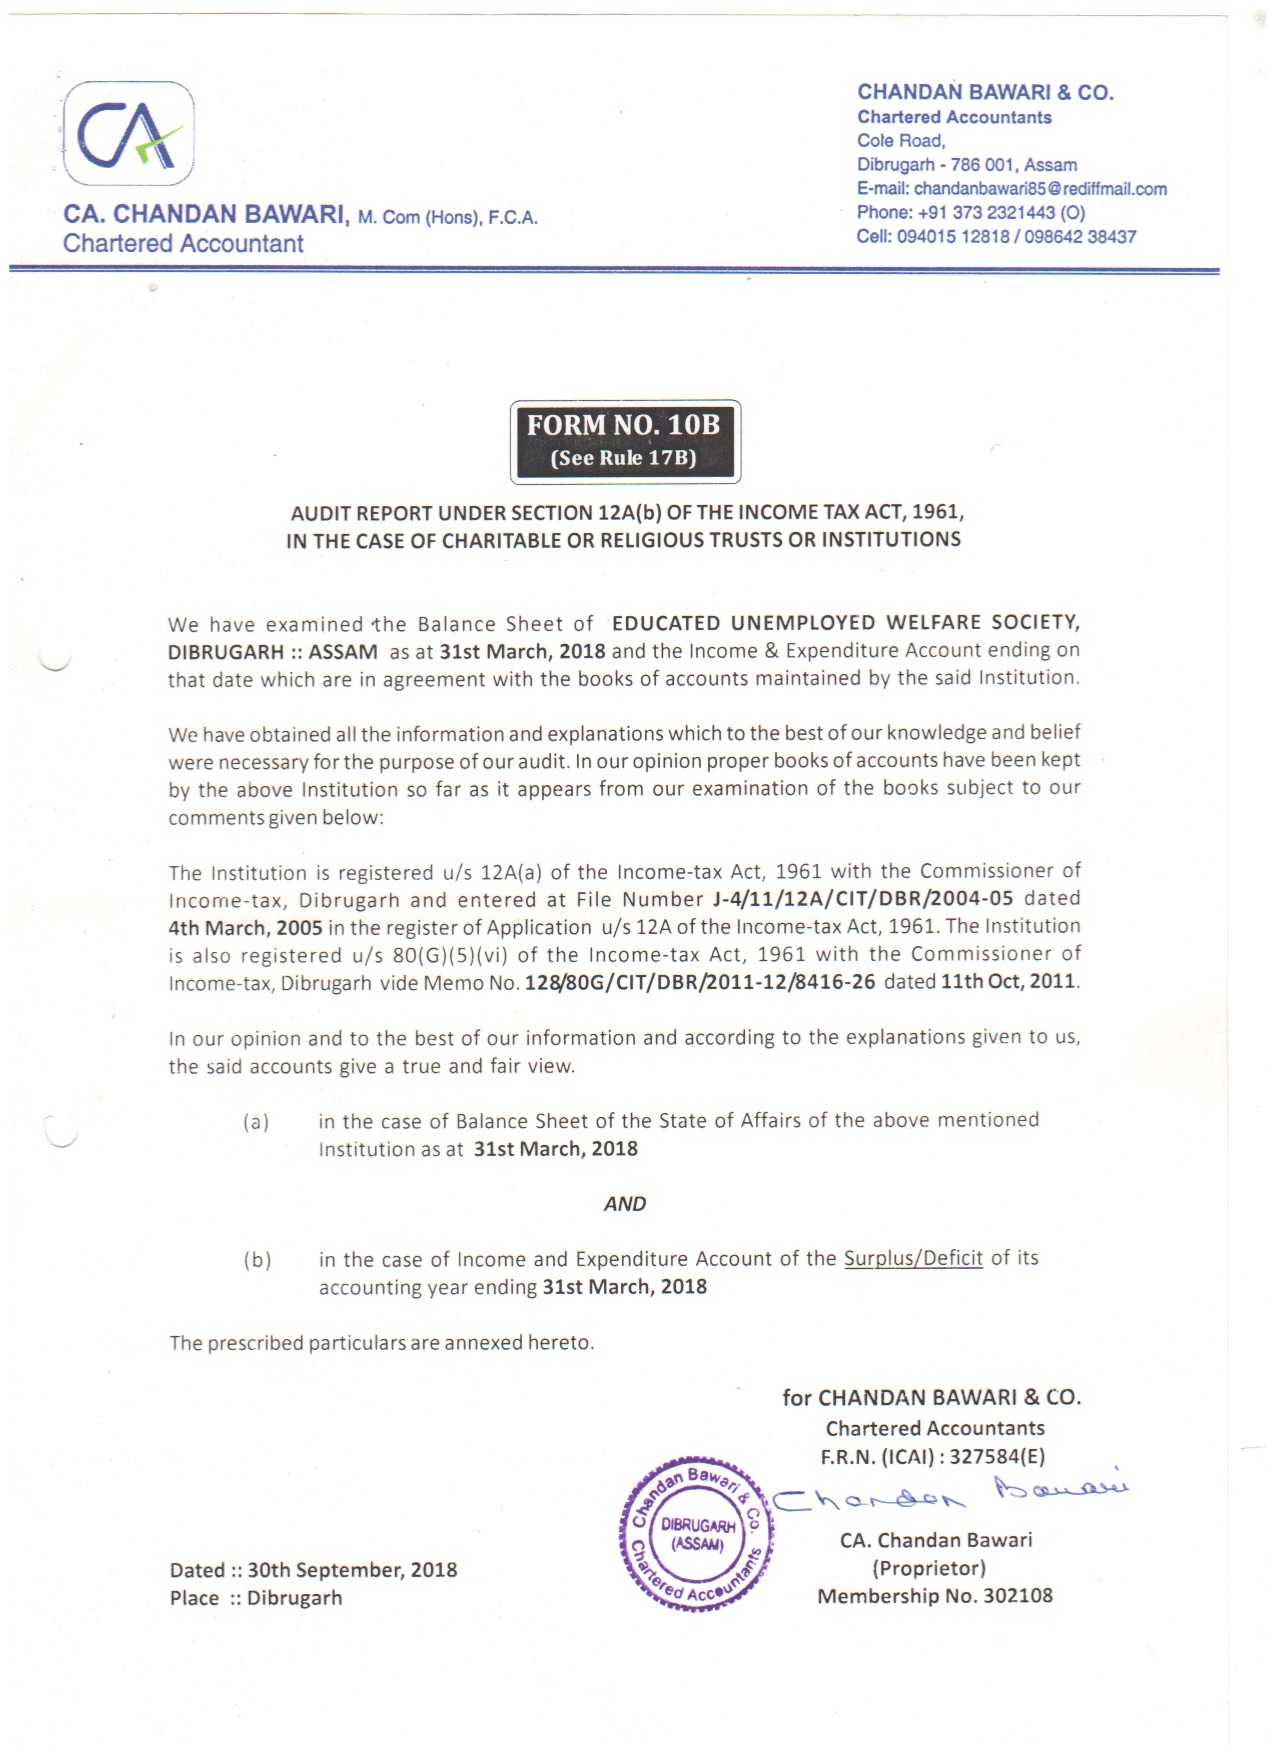 CA
CA. CHANDAN BAWARI, M. Com (Hons), F.C.A.
Chartered Accountant
CHANDAN BAWARI & CO.
Chartered Accountants
Cole Road,
Dibrugarh - 786 001, Assam
E-mail: chandanbawari85@rediffmail.com
Phone: +91 373 2321443 (O)
Cell: 094015 12818 / 098642 38437
FORM NO. 10B
(See Rule 17B)
AUDIT REPORT UNDER SECTION 12A(b) OF THE INCOME TAX ACT, 1961,
IN THE CASE OF CHARITABLE OR RELIGIOUS TRUSTS OR INSTITUTIONS
We have examined the Balance Sheet of EDUCATED UNEMPLOYED WELFARE SOCIETY,
DIBRUGARH :: ASSAM as at 31st March, 2018 and the Income & Expenditure Account ending on
that date which are in agreement with the books of accounts maintained by the said Institution.
We have obtained all the information and explanations which to the best of our knowledge and belief
were necessary for the purpose of our audit. In our opinion proper books of accounts have been kept
by the above Institution so far as it appears from our examination of the books subject to our
comments given below:
The Institution is registered u/s 12A(a) of the Income-tax Act, 1961 with the Commissioner of
Income-tax, Dibrugarh and entered at File Number J-4/11/12A/CIT/DBR/2004-05 dated
4th March, 2005 in the register of Application u/s 12A of the Income-tax Act, 1961. The Institution
is also registered u/s 80(G)(5)(vi) of the Income-tax Act, 1961 with the Commissioner of
Income-tax, Dibrugarh vide Memo No. 128/80G/CIT/DBR/2011-12/8416-26 dated 11th Oct, 2011.
In our opinion and to the best of our information and according to the explanations given to us,
the said accounts give a true and fair view.
(a) in the case of Balance Sheet of the State of Affairs of the above mentioned
Institution as at 31st March, 2018
AND
(b) in the case of Income and Expenditure Account of the Surplus/Deficit of its
accounting year ending 31st March, 2018
The prescribed particulars are annexed hereto.
for CHANDAN BAWARI & CO.
Chartered Accountants
F.R.N. (ICAI) : 327584(E)
Chandan Bawari
CA. Chandan Bawari
(Proprietor)
Membership No. 302108
Chandan Bawari & Co.
DIBRUGARH
(ASSAM)
Chartered Accountants
Dated :: 30th September, 2018
Place :: Dibrugarh